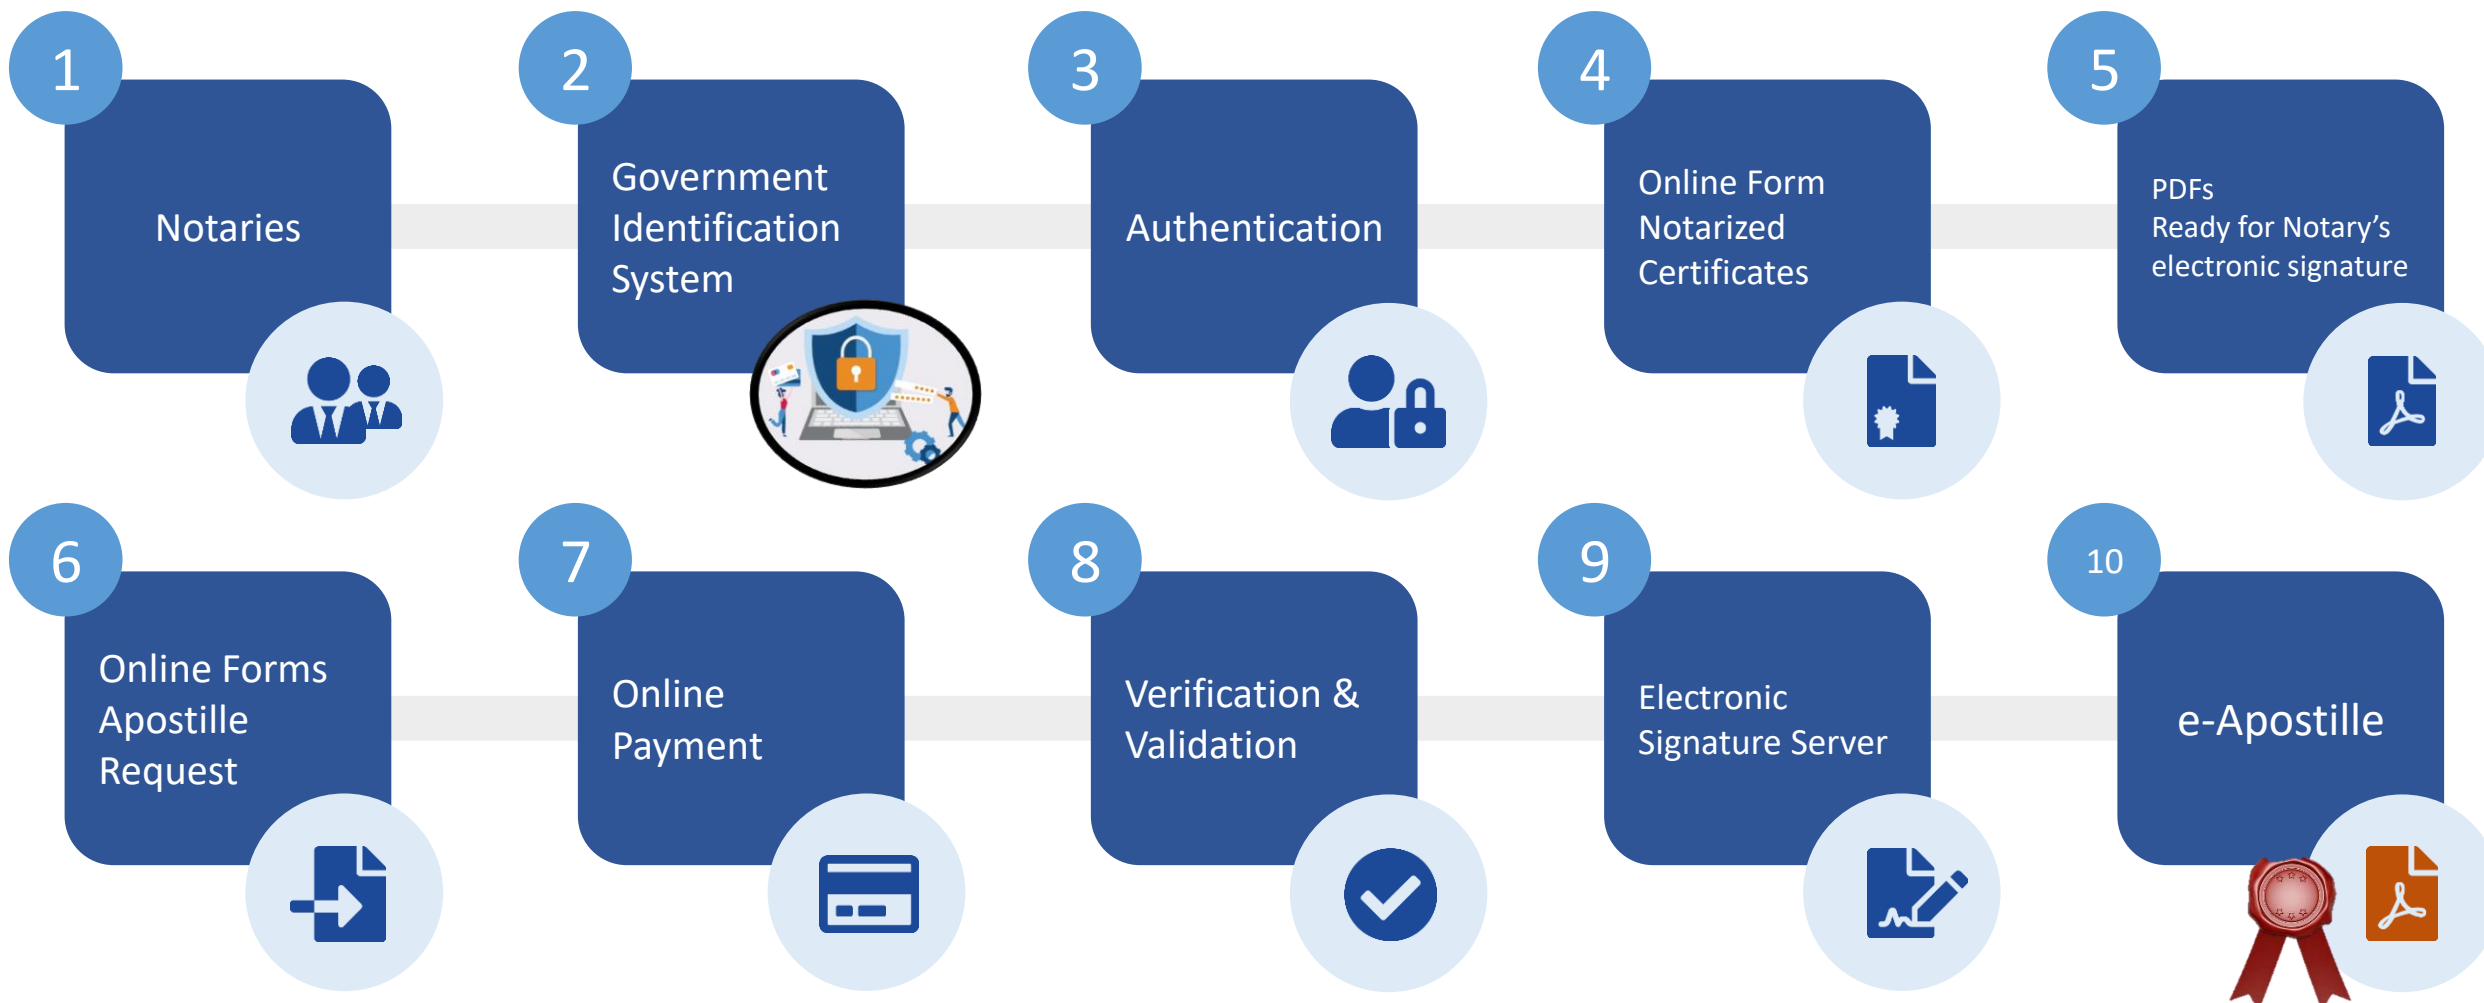 1
Notaries
2
Government
Identification
System
3
Authentication
4
Online Form
Notarized
Certificates
5
PDFs
Ready for Notary’s
electronic signature
6
Online Forms
Apostille
Request
7
Online
Payment
8
Verification &
Validation
9
Electronic
Signature Server
10
e-Apostille